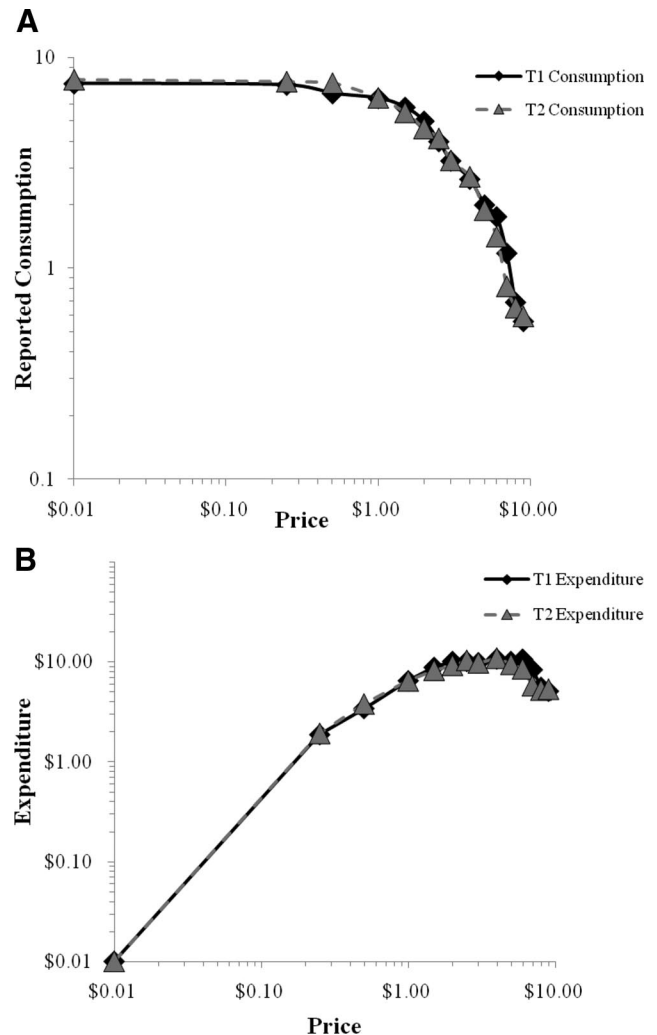 A
10
T1 Consumption
T2 Consumption
1
Reported Consumption
0.1
$0.01
$0.10
$1.00
$10.00
Price
B
T1 Expenditure
T2 Expenditure
$10.00
$1.00
Expenditure
$0.10
$0.01
$0.01
$0.10
$1.00
$10.00
Price